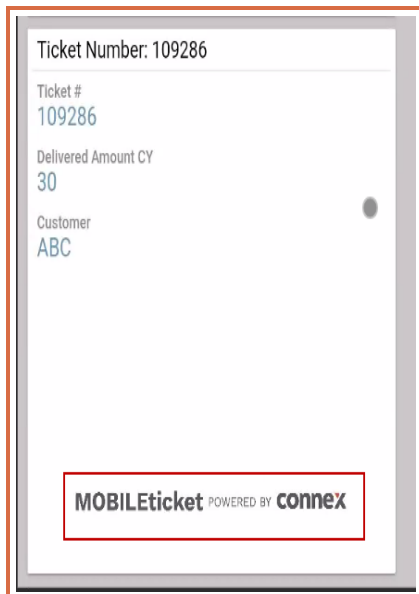 Ticket Number: 109286
Ticket #
109286
Delivered Amount CY
30
Customer
ABC
MOBILEticket POWERED BY connex